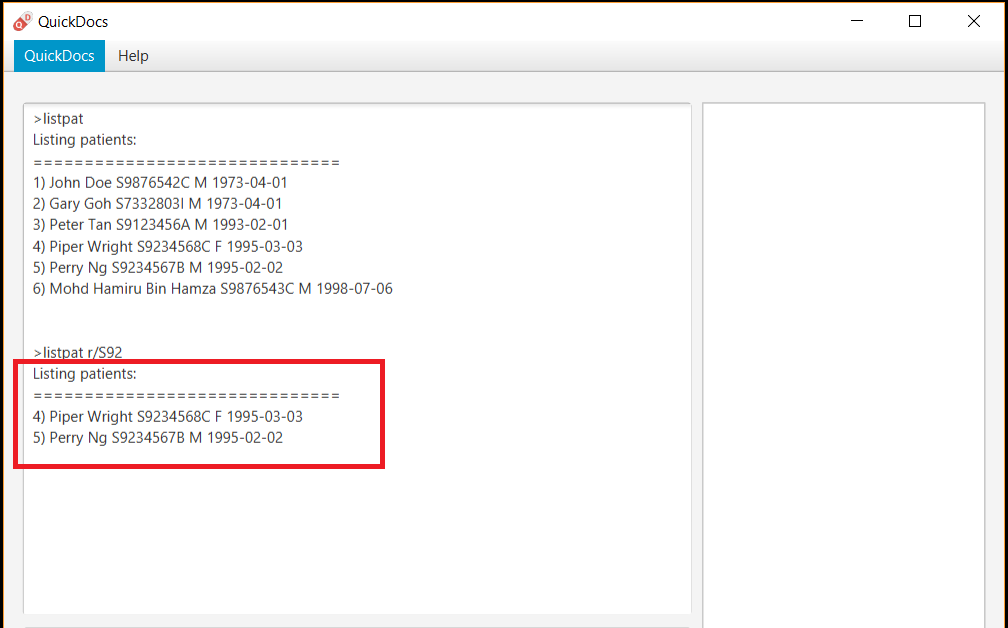 QuickDocs
QuickDocs Help
>listpat
Listing patients:
==============================
1) John Doe S9876542C M 1973-04-01
2) Gary Goh S7332803I M 1973-04-01
3) Peter Tan S9123456A M 1993-02-01
4) Piper Wright S9234568C F 1995-03-03
5) Perry Ng S9234567B M 1995-02-02
6) Mohd Hamiru Bin Hamza S9876543C M 1998-07-06
>listpat r/S92
Listing patients:
==============================
4) Piper Wright S9234568C F 1995-03-03
5) Perry Ng S9234567B M 1995-02-02